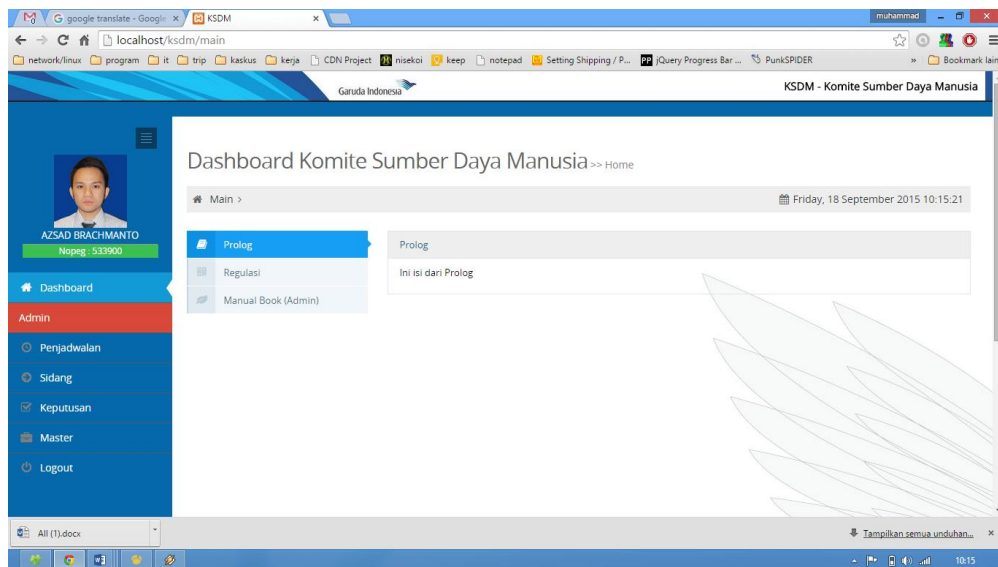 google translate - Google
KSDM
muhammad
localhost/ksdm/main
network/linux
program
it
trip
kaskus
kerja
CDN Project
nisekoi
keep
notepad
Setting Shipping / P...
PP
jQuery Progress Bar ...
PunkSPIDER
»
Bookmark lain
Garuda Indonesia
KSDM - Komite Sumber Daya Manusia
Dashboard Komite Sumber Daya Manusia >> Home
Main >
Friday, 18 September 2015 10:15:21
AZSAD BRACHMANTO
Nopeg : 533900
Dashboard
Admin
Penjadwalan
Sidang
Keputusan
Master
Logout
Prolog
Regulasi
Manual Book (Admin)
Prolog
Ini isi dari Prolog
All (1).docx
Tampilkan semua unduhan...
10:15